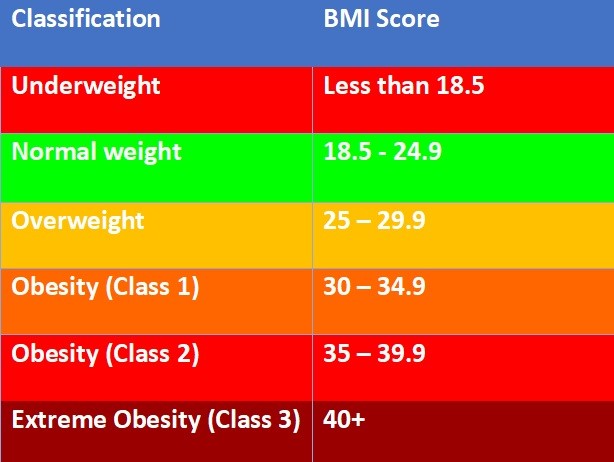 Classification BMI Score
Underweight Less than 18.5
Normal weight 18.5 - 24.9
Overweight 25 – 29.9
Obesity (Class 1) 30 – 34.9
Obesity (Class 2) 35 – 39.9
Extreme Obesity (Class 3) 40+